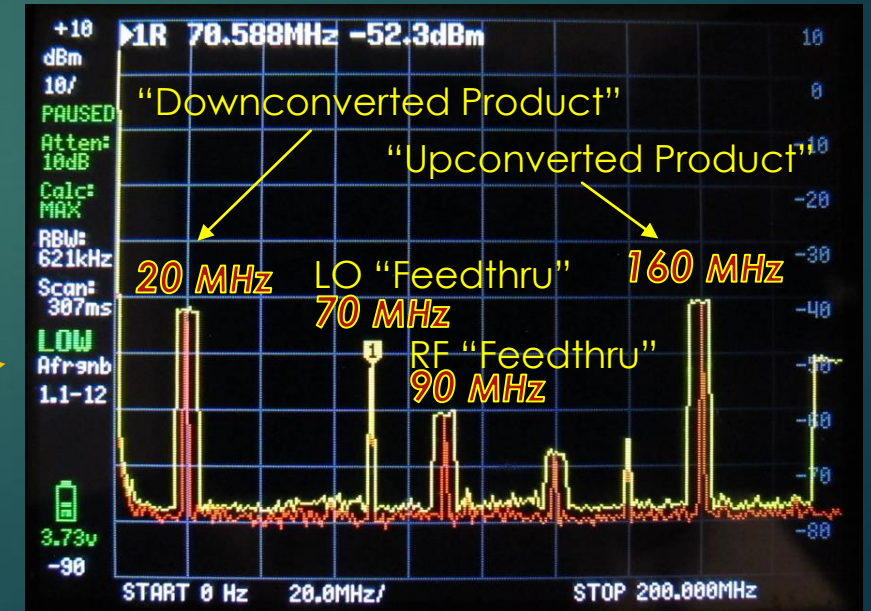 +10
▶1R 70.588MHz -52.3dBm
10
dBm
10/
0
PAUSED
"Downconverted Product"
Atten:
10dB
"Upconverted Product"
-10
Calc:
MAX
-20
RBW:
621kHz
-30
20 MHz
LO "Feedthru"
160 MHz
Scan:
307ms
70 MHz
-40
LOW
1
RF "Feedthru"
Afrgnb
-50
90 MHz
1.1-12
-60
-70
3.73v
-80
-90
START 0 Hz 20.0MHz/ STOP 200.000MHz